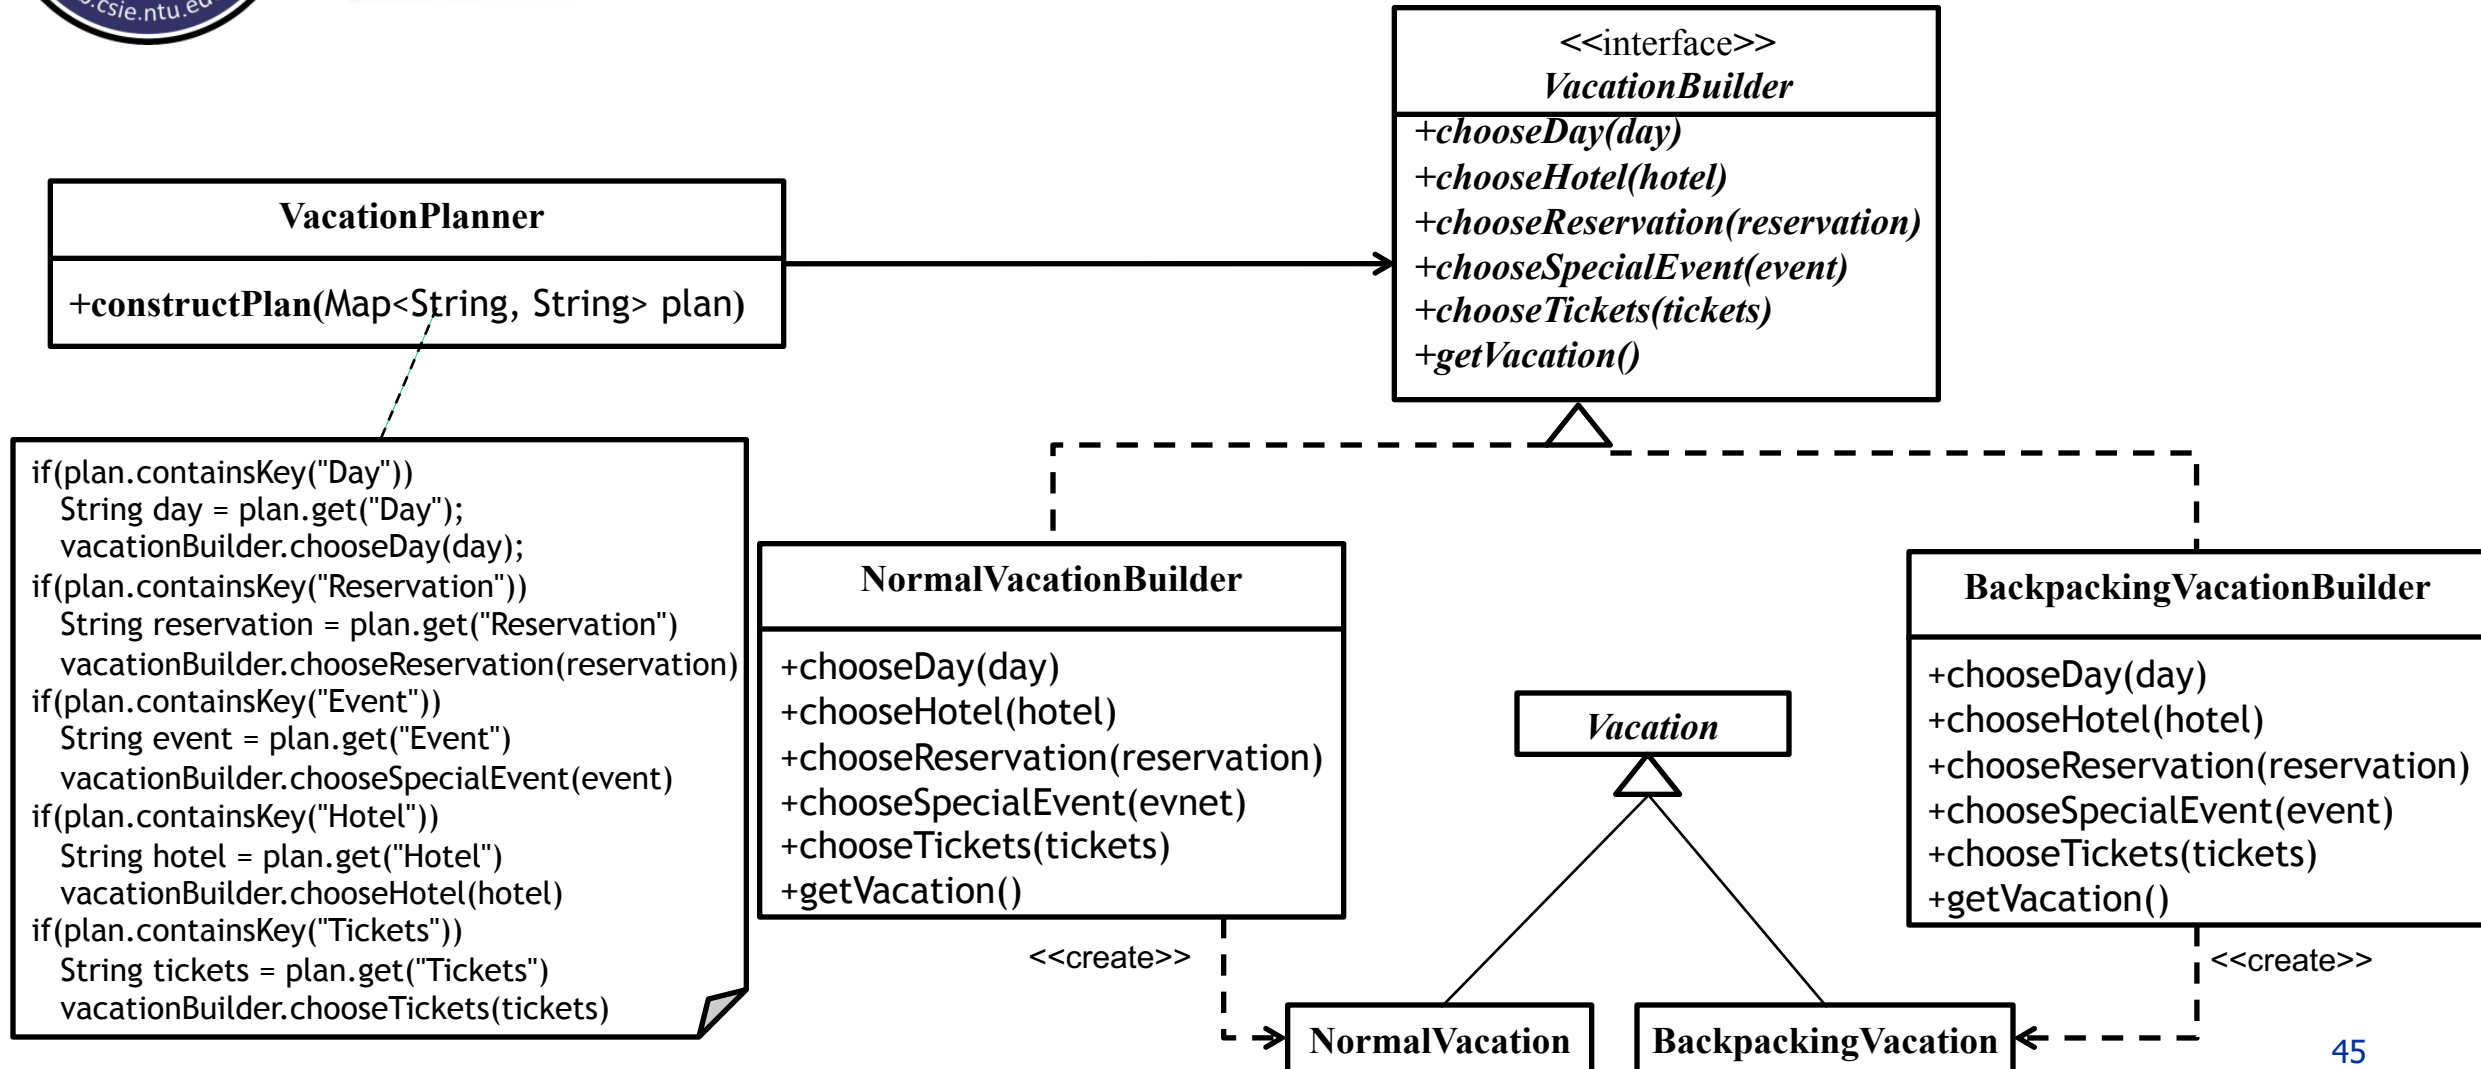 csie.ntu.edu
<<interface>>
VacationBuilder
+chooseDay(day)
+chooseHotel(hotel)
+chooseReservation(reservation)
+chooseSpecialEvent(event)
+chooseTickets(tickets)
+getVacation()
VacationPlanner
+constructPlan(Map<String, String> plan)
if(plan.containsKey("Day"))
String day = plan.get("Day");
vacationBuilder.chooseDay(day);
if(plan.containsKey("Reservation"))
String reservation = plan.get("Reservation")
vacationBuilder.chooseReservation(reservation)
if(plan.containsKey("Event"))
String event = plan.get("Event")
vacationBuilder.chooseSpecialEvent(event)
if(plan.containsKey("Hotel"))
String hotel = plan.get("Hotel")
vacationBuilder.chooseHotel(hotel)
if(plan.containsKey("Tickets"))
String tickets = plan.get("Tickets")
vacationBuilder.chooseTickets(tickets)
NormalVacationBuilder
+chooseDay(day)
+chooseHotel(hotel)
+chooseReservation(reservation)
+chooseSpecialEvent(evnet)
+chooseTickets(tickets)
+getVacation()
<<create>>
Vacation
NormalVacation
BackpackingVacation
BackpackingVacationBuilder
+chooseDay(day)
+chooseHotel(hotel)
+chooseReservation(reservation)
+chooseSpecialEvent(event)
+chooseTickets(tickets)
+getVacation()
<<create>>
45